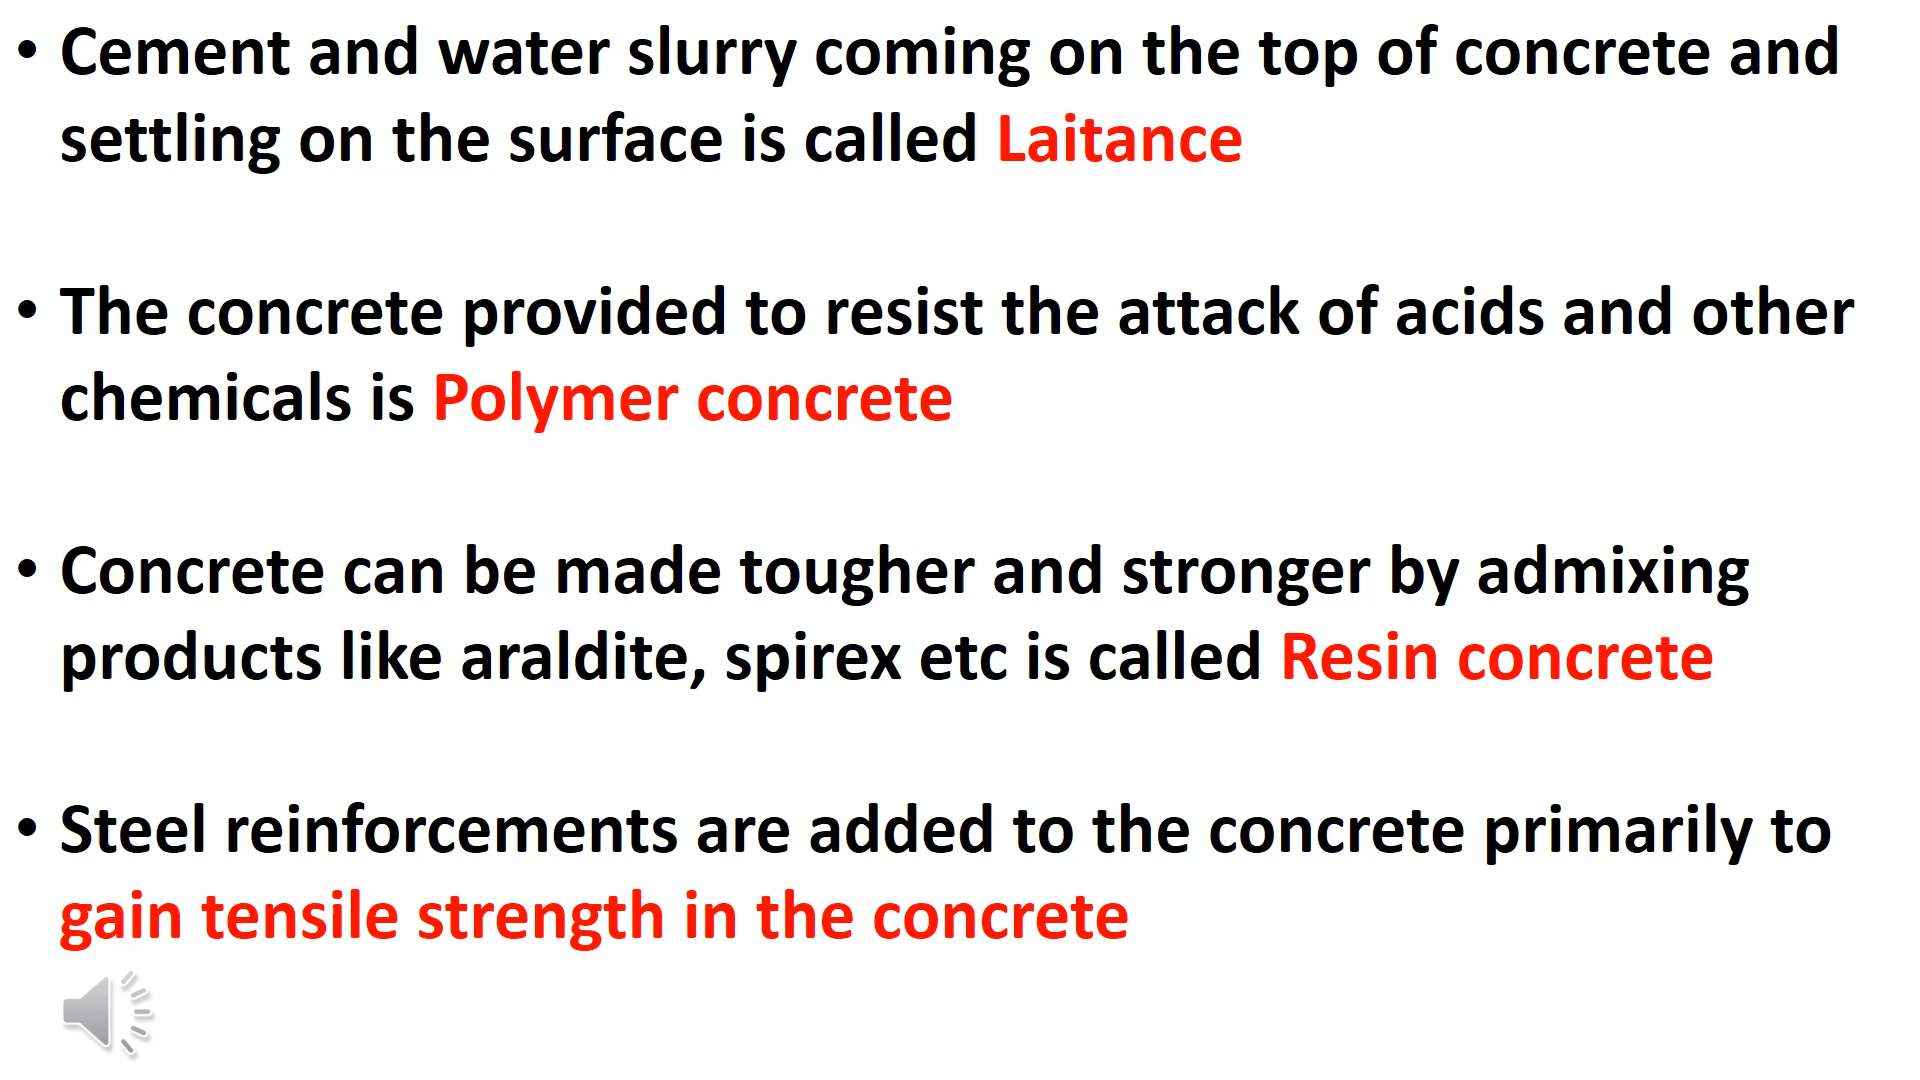 • Cement and water slurry coming on the top of concrete and
settling on the surface is called Laitance
• The concrete provided to resist the attack of acids and other
chemicals is Polymer concrete
• Concrete can be made tougher and stronger by admixing
products like araldite, spirex etc is called Resin concrete
• Steel reinforcements are added to the concrete primarily to
gain tensile strength in the concrete